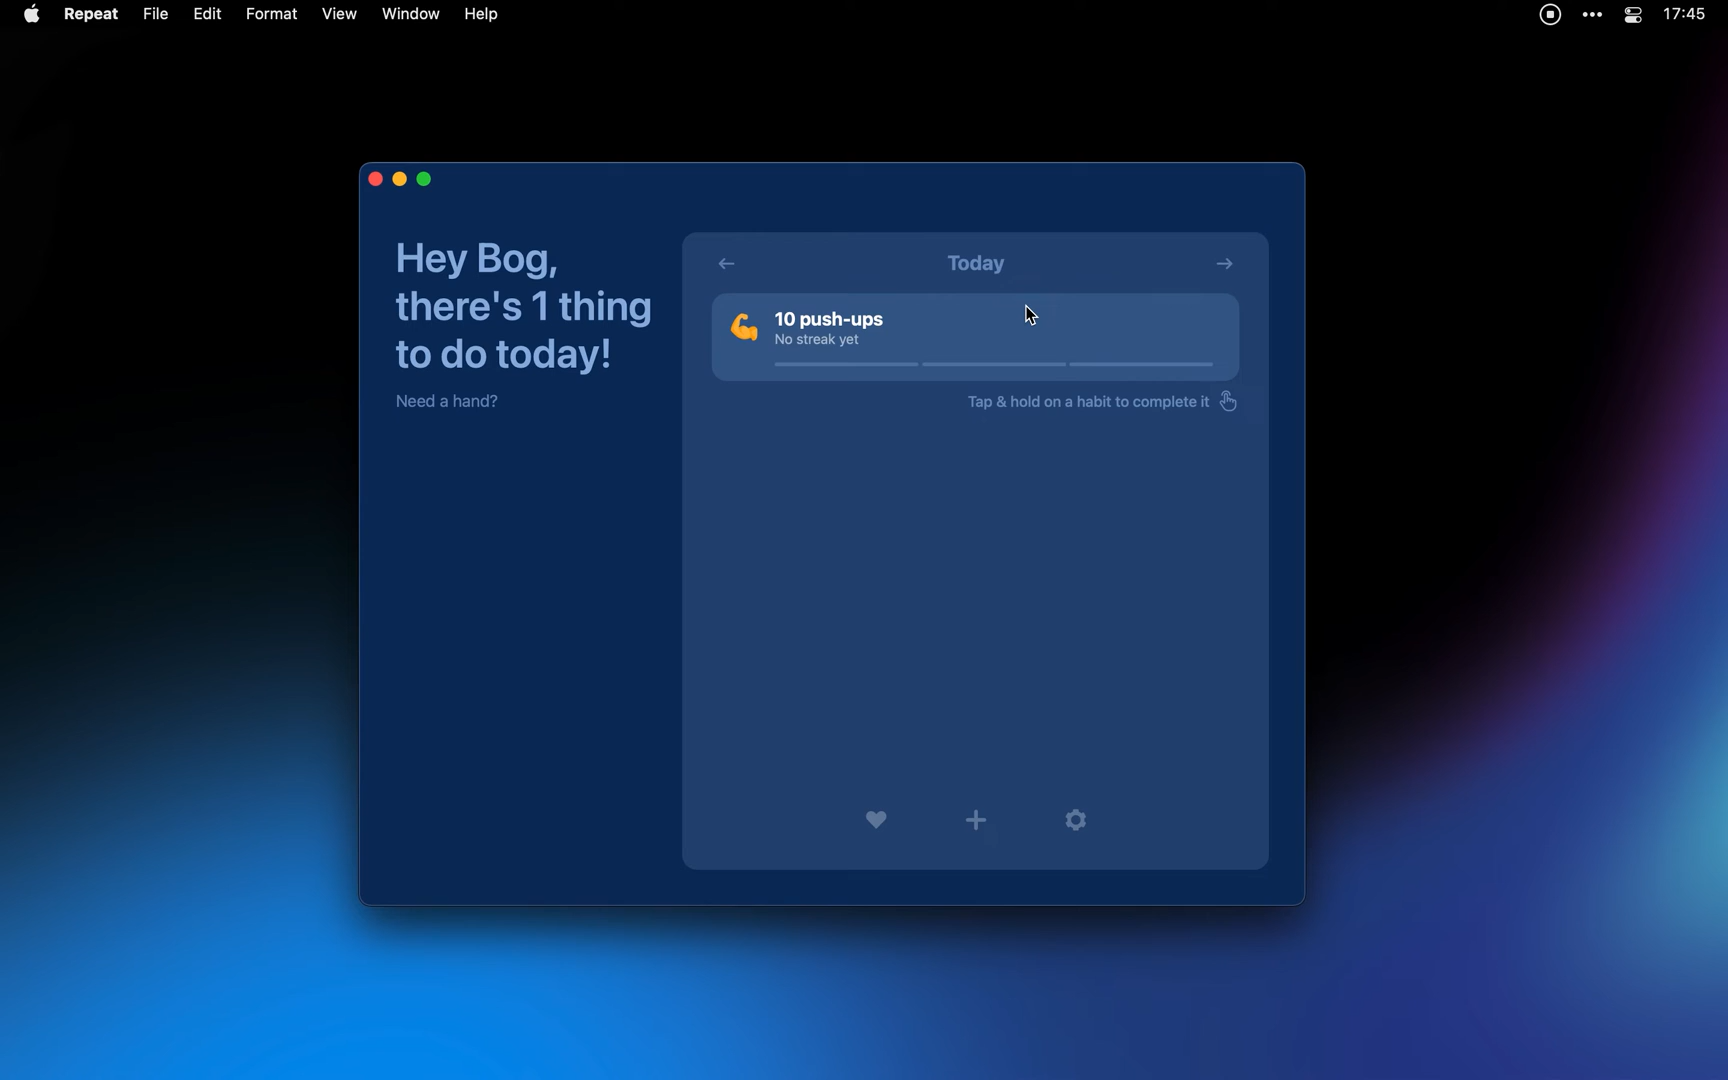 Repeat File Edit Format View Window Help 17:45
Hey Bog,
there's 1 thing
to do today!
Need a hand?
Today
10 push-ups
No streak yet
Tap & hold on a habit to complete it